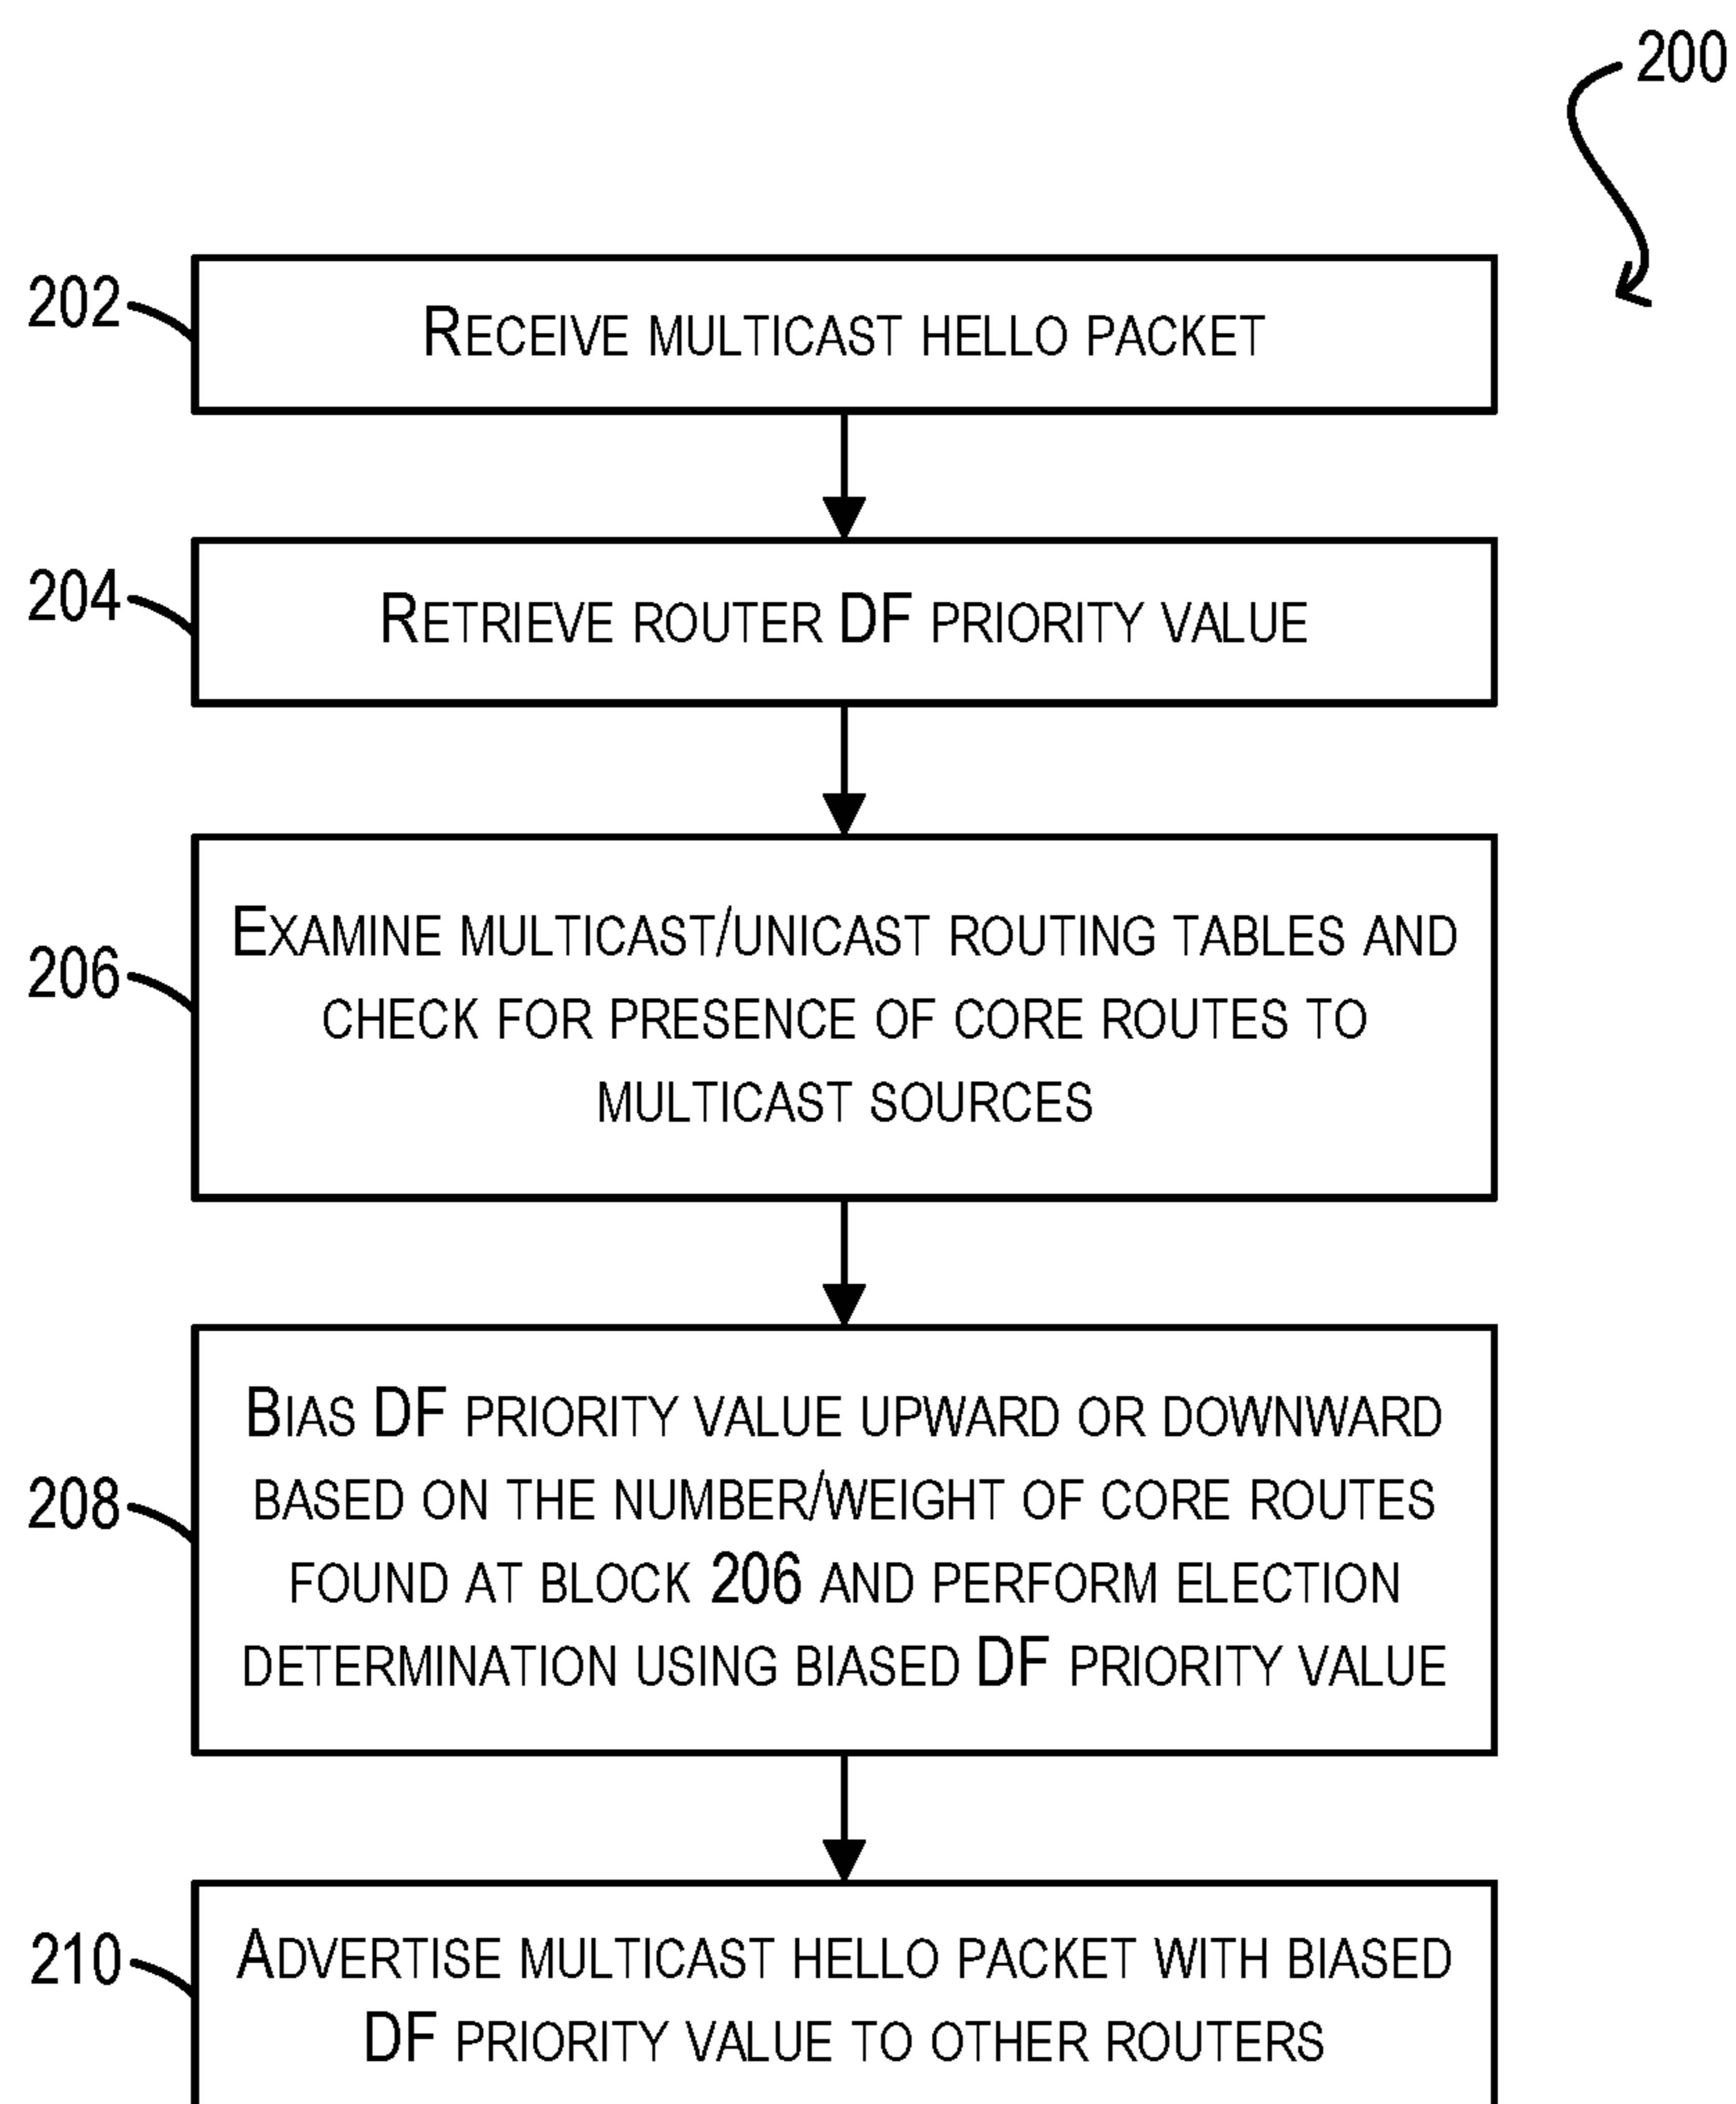 200
202
RECEIVE MULTICAST HELLO PACKET
204
RETRIEVE ROUTER DF PRIORITY VALUE
206
EXAMINE MULTICAST/UNICAST ROUTING TABLES AND
CHECK FOR PRESENCE OF CORE ROUTES TO
MULTICAST SOURCES
208
BIAS DF PRIORITY VALUE UPWARD OR DOWNWARD
BASED ON THE NUMBER/WEIGHT OF CORE ROUTES
FOUND AT BLOCK 206 AND PERFORM ELECTION
DETERMINATION USING BIASED DF PRIORITY VALUE
210
ADVERTISE MULTICAST HELLO PACKET WITH BIASED
DF PRIORITY VALUE TO OTHER ROUTERS